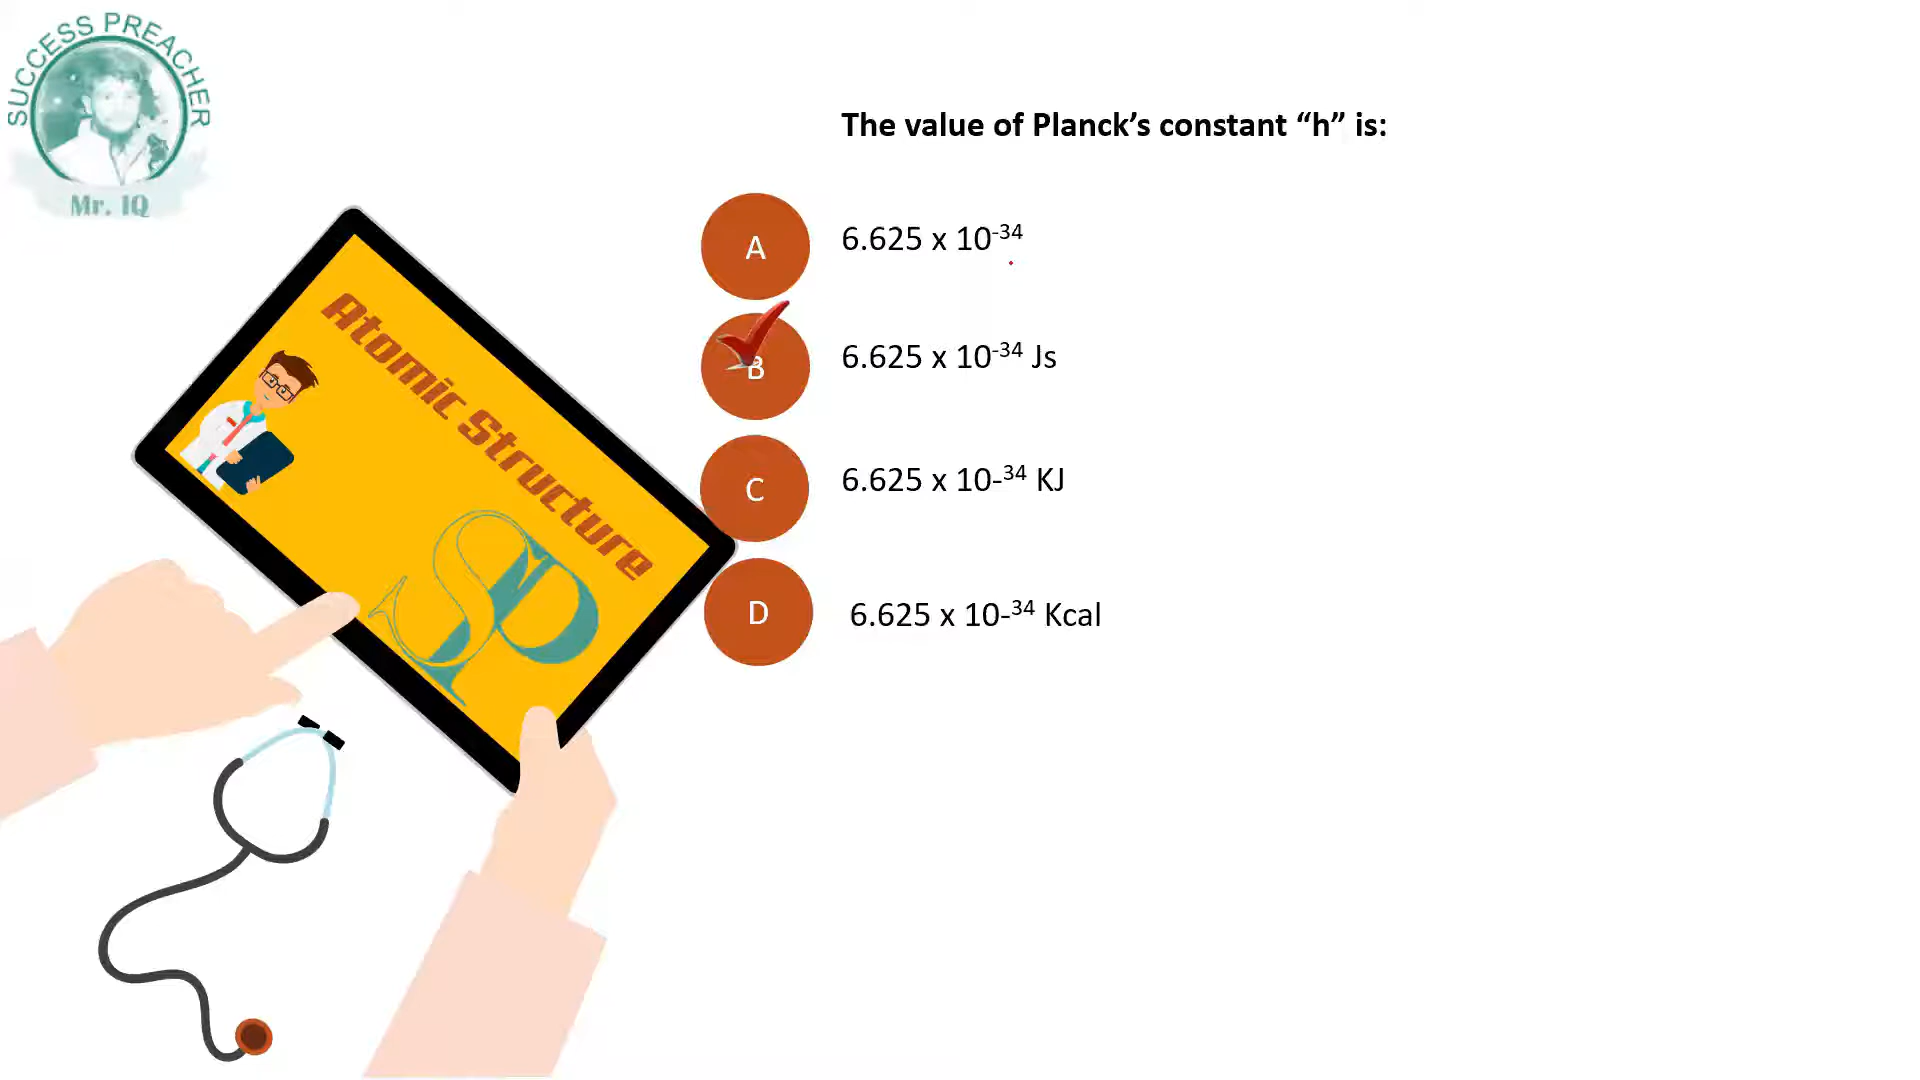 SUCCESS PREACHER
Mr. IQ
The value of Planck’s constant “h” is:
A 6.625 x 10⁻³⁴
B 6.625 x 10⁻³⁴ Js
C 6.625 x 10-³⁴ KJ
D 6.625 x 10-³⁴ Kcal
Atomic Structure
SP